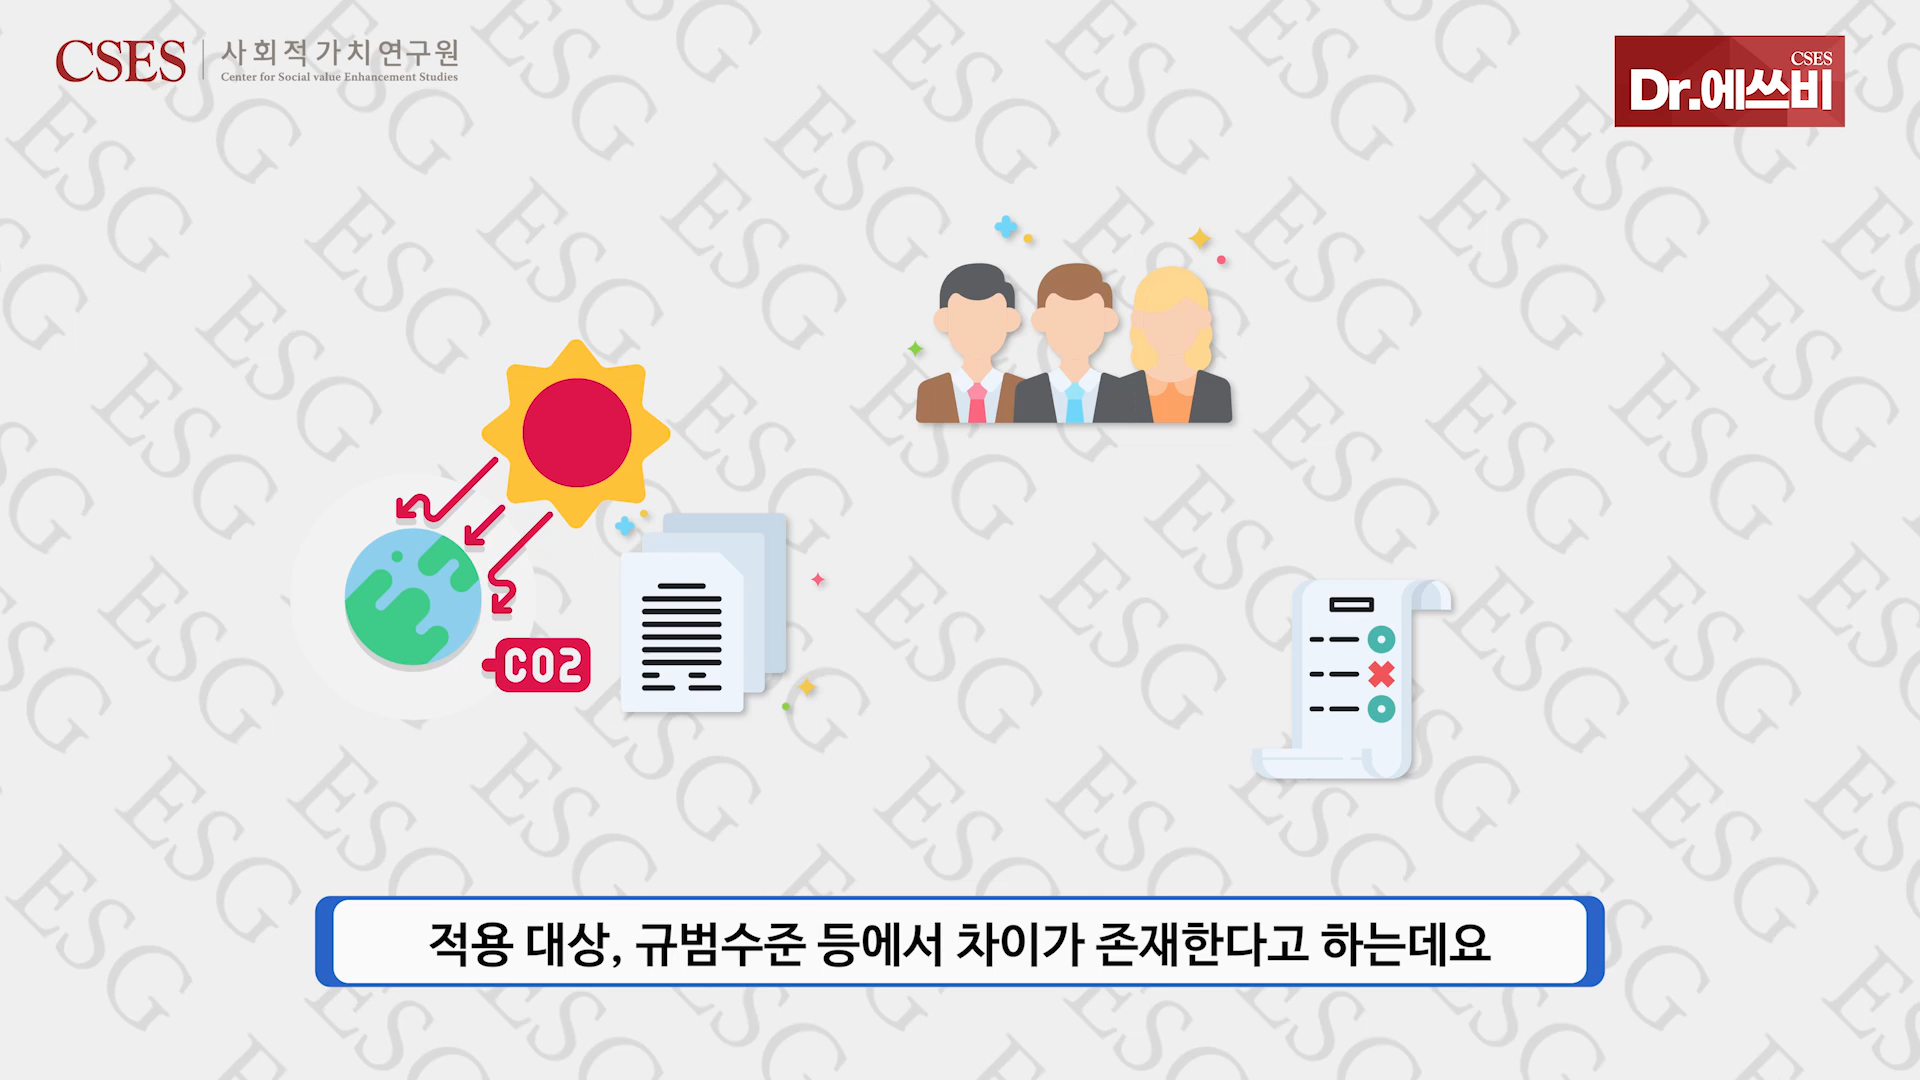 CSES
사회적가치연구원
Center for Social value Enhancement Studies
CSES
Dr.에쓰비
CO2
적용 대상, 규범수준 등에서 차이가 존재한다고 하는데요
ESG